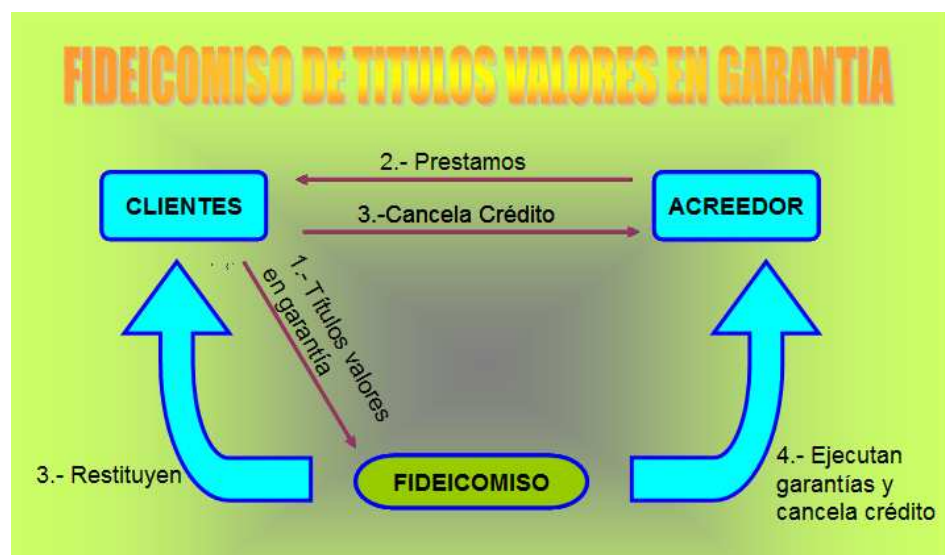 FIDEICOMISO DE TITULOS VALORES EN GARANTIA
2.- Prestamos
CLIENTES
ACREEDOR
3.-Cancela Crédito
1.- Títulos valores
en garantía
3.- Restituyen
FIDEICOMISO
4.- Ejecutan
garantías y
cancela crédito